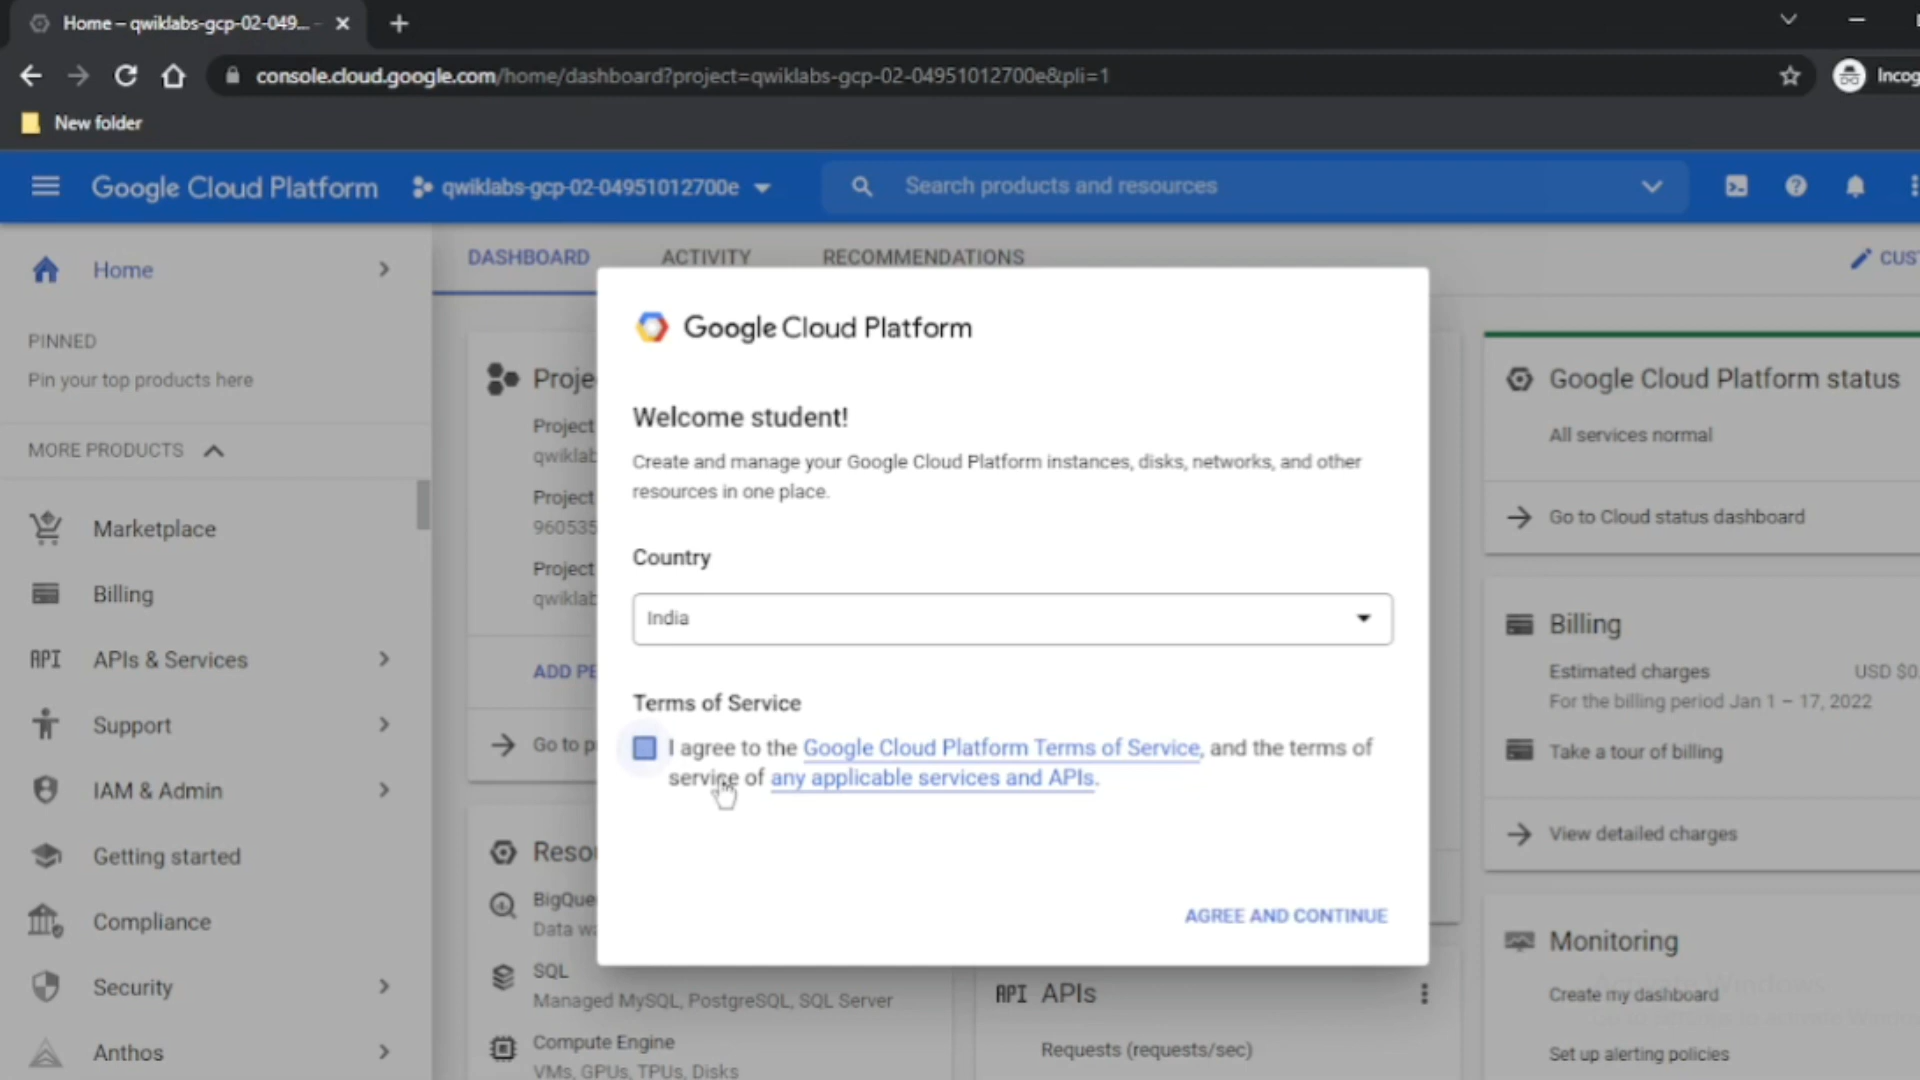 Home – qwiklabs-gcp-02-049...
console.cloud.google.com/home/dashboard?project=qwiklabs-gcp-02-04951012700e&pli=1
Incog
New folder
Google Cloud Platform
qwiklabs-gcp-02-04951012700e
Search products and resources
Home
PINNED
Pin your top products here
MORE PRODUCTS
Marketplace
Billing
API APIs & Services
Support
IAM & Admin
Getting started
Compliance
Security
Anthos
DASHBOARD
ACTIVITY
RECOMMENDATIONS
CUST
Proje
Project
qwiklab
Project
960535
Project
qwiklab
ADD PE
Go to p
Reso
BigQue
Data wa
SQL
Managed MySQL, PostgreSQL, SQL Server
Compute Engine
VMs, GPUs, TPUs, Disks
Google Cloud Platform
Welcome student!
Create and manage your Google Cloud Platform instances, disks, networks, and other
resources in one place.
Country
India
Terms of Service
I agree to the Google Cloud Platform Terms of Service, and the terms of
service of any applicable services and APIs.
AGREE AND CONTINUE
API APIs
Requests (requests/sec)
Google Cloud Platform status
All services normal
Go to Cloud status dashboard
Billing
Estimated charges USD $0.
For the billing period Jan 1 – 17, 2022
Take a tour of billing
View detailed charges
Monitoring
Create my dashboard
Set up alerting policies